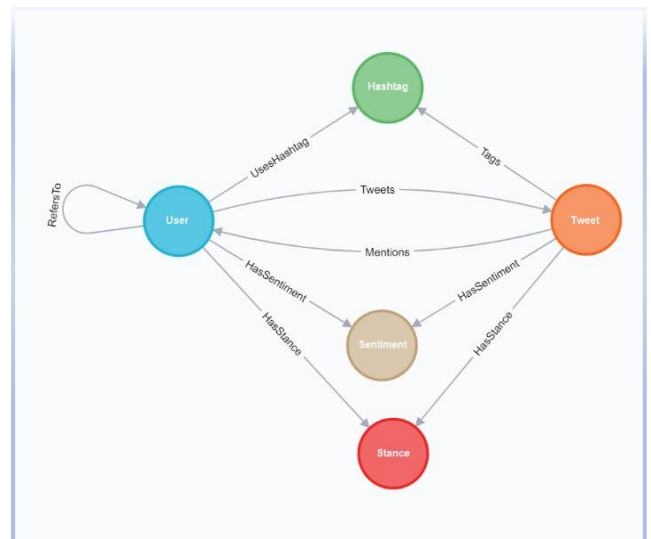 Hashtag
UsesHashtag
Tags
RefersTo
Tweets
User
Tweet
Mentions
HasSentiment
HasSentiment
HasStance
HasStance
Sentiment
Stance